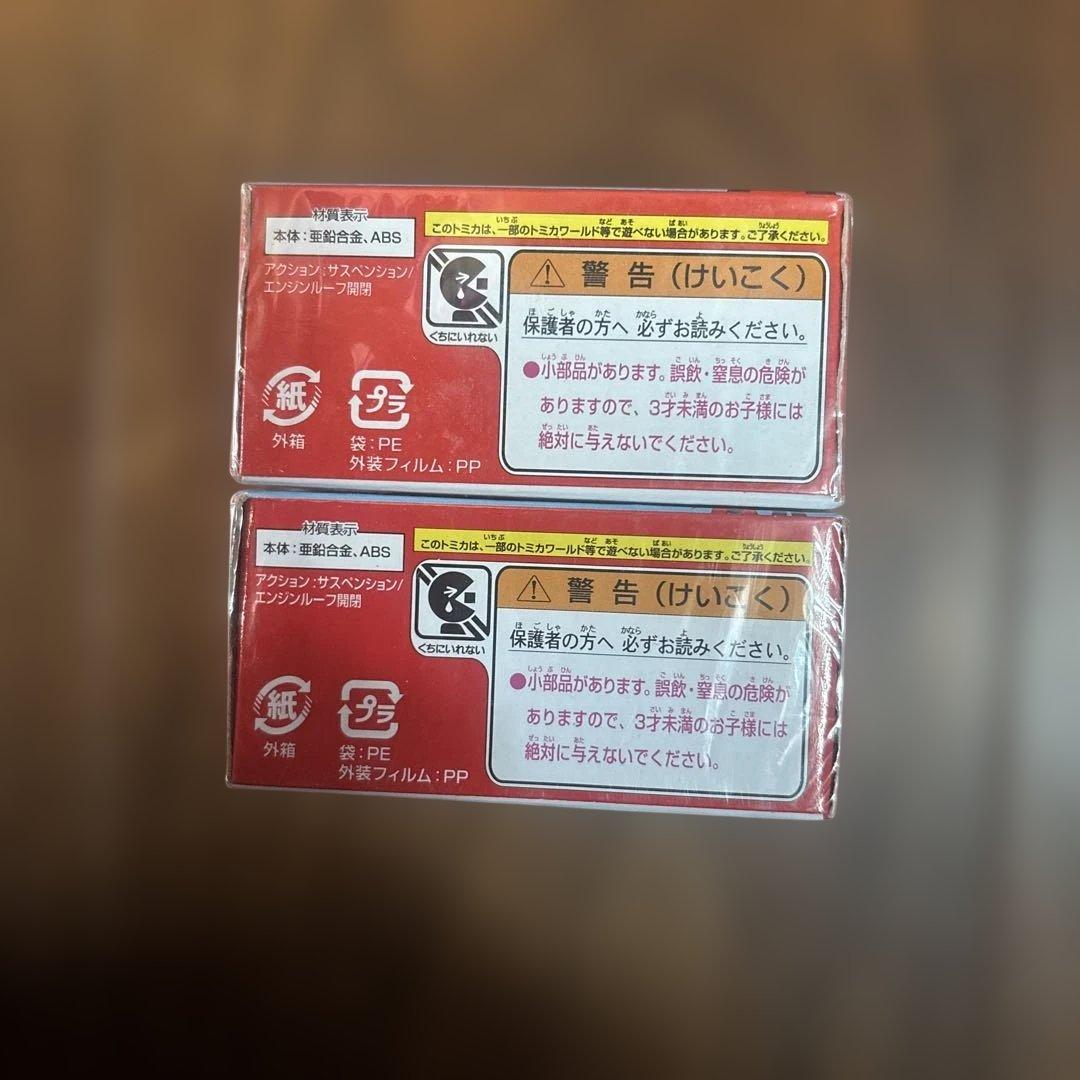 材質表示
本体：亜鉛合金、ABS
このトミカは、一部のトミカワールド等で遊べない場合があります。ご了承ください。
アクション：サスペンション/
エンジンルーフ開閉
くちにいれない
警告（けいこく）
保護者の方へ 必ずお読みください。
●小部品があります。誤飲・窒息の危険が
ありますので、3才未満のお子様には
絶対に与えないでください。
紙
外箱
プラ
袋：PE
外装フィルム：PP
材質表示
本体：亜鉛合金、ABS
このトミカは、一部のトミカワールド等で遊べない場合があります。ご了承ください。
アクション：サスペンション/
エンジンルーフ開閉
くちにいれない
警告（けいこく）
保護者の方へ 必ずお読みください。
●小部品があります。誤飲・窒息の危険が
ありますので、3才未満のお子様には
絶対に与えないでください。
紙
外箱
プラ
袋：PE
外装フィルム：PP